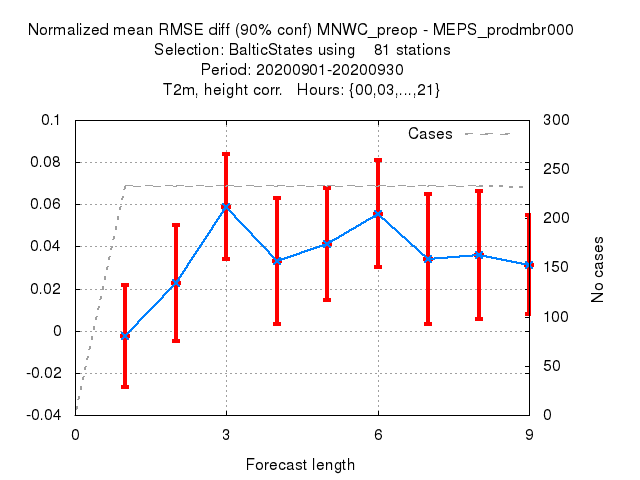 Normalized mean RMSE diff (90% conf) MNWC_preop - MEPS_prodmbr000
Selection: BalticStates using    81 stations
Period: 20200901-20200930
T2m, height corr.   Hours: {00,03,...,21}
Cases
0.1
0.08
0.06
0.04
0.02
0
-0.02
-0.04
300
250
200
150
100
50
0
No cases
0 3 6 9
Forecast length